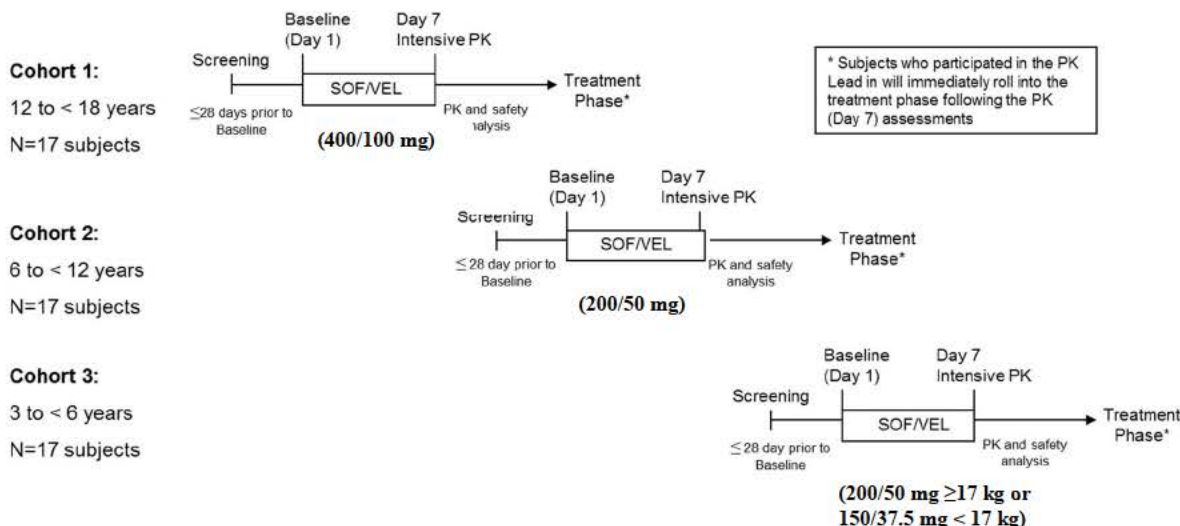 Baseline
(Day 1)
Day 7
Intensive PK
Screening
Cohort 1:
12 to < 18 years
N=17 subjects
SOF/VEL
Treatment
Phase*
≤28 days prior to
Baseline
(400/100 mg)
PK and safety
analysis
* Subjects who participated in the PK
Lead in will immediately roll into the
treatment phase following the PK
(Day 7) assessments
Baseline
(Day 1)
Day 7
Intensive PK
Screening
Cohort 2:
6 to < 12 years
N=17 subjects
SOF/VEL
Treatment
Phase*
≤ 28 day prior to
Baseline
(200/50 mg)
PK and safety
analysis
Baseline
(Day 1)
Day 7
Intensive PK
Screening
Cohort 3:
3 to < 6 years
N=17 subjects
SOF/VEL
Treatment
Phase*
≤ 28 day prior to
Baseline
PK and safety
analysis
(200/50 mg ≥17 kg or
150/37.5 mg < 17 kg)